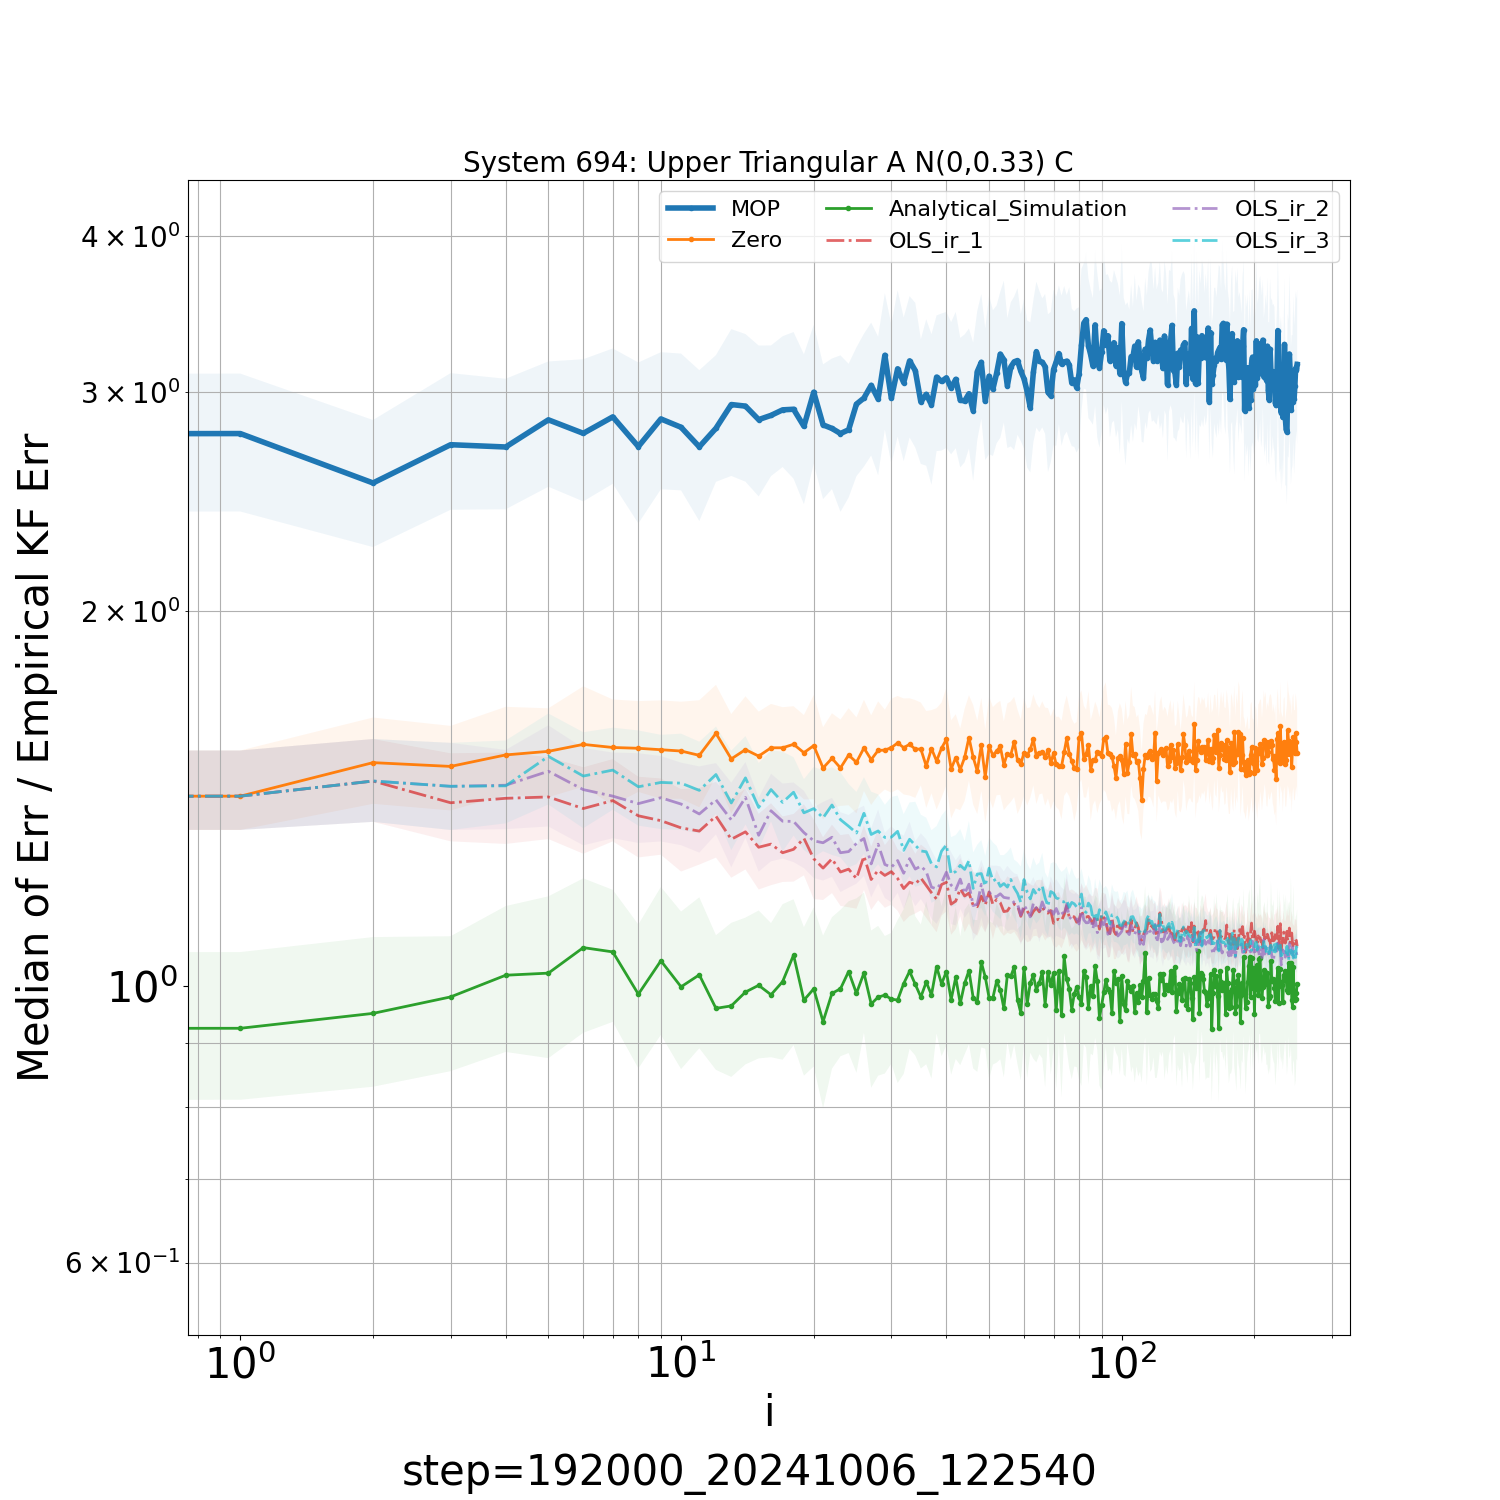 System 694: Upper Triangular A N(0,0.33) C
MOP
Zero
Analytical_Simulation
OLS_ir_1
OLS_ir_2
OLS_ir_3
Median of Err / Empirical KF Err
4 × 10⁰
3 × 10⁰
2 × 10⁰
10⁰
6 × 10⁻¹
10⁰ 10¹ 10²
i
step=192000_20241006_122540